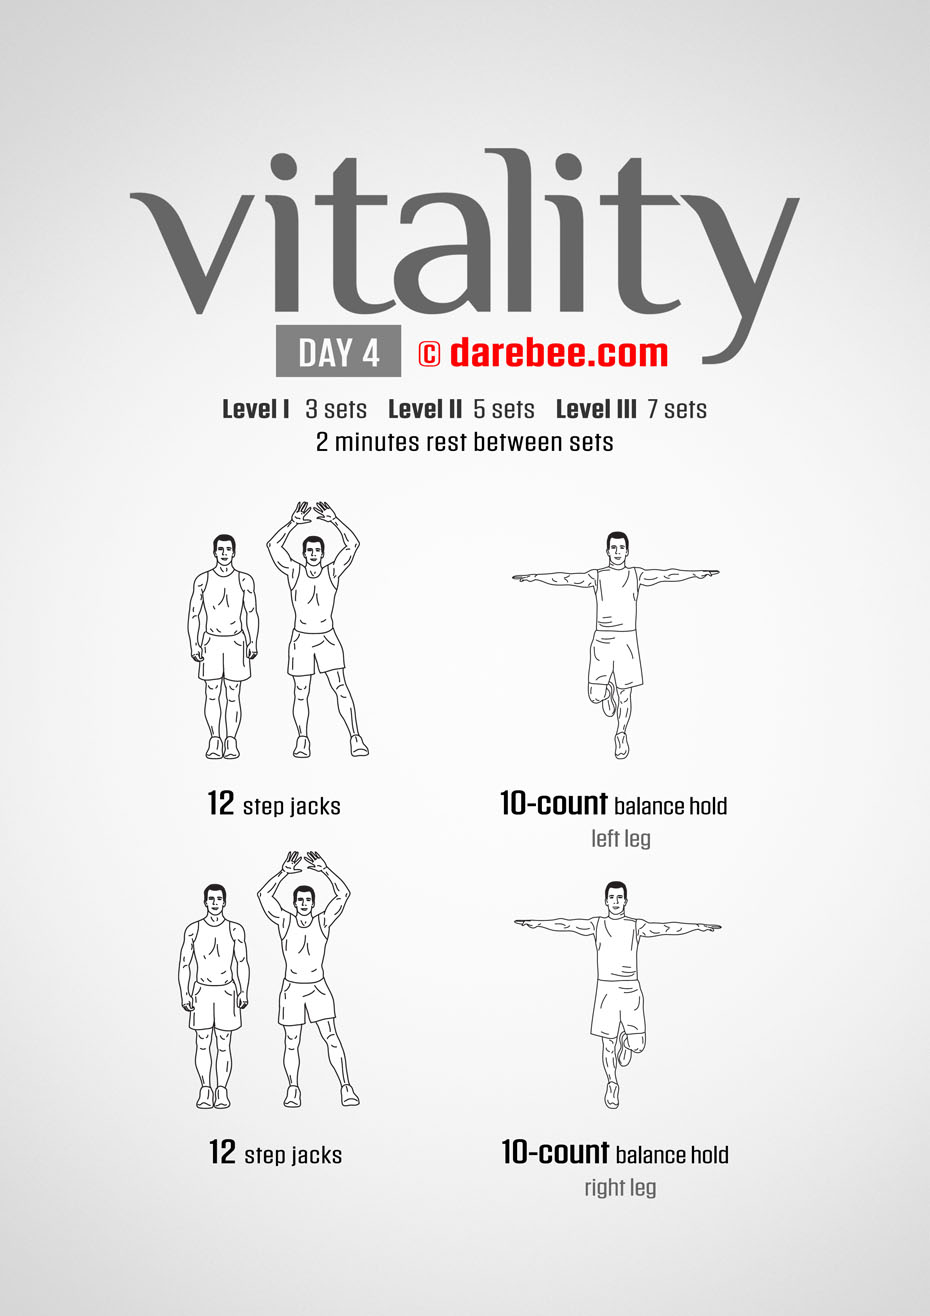 vitality
DAY 4 © darebee.com
Level I 3 sets Level II 5 sets Level III 7 sets
2 minutes rest between sets
12 step jacks
10-count balance hold
left leg
12 step jacks
10-count balance hold
right leg